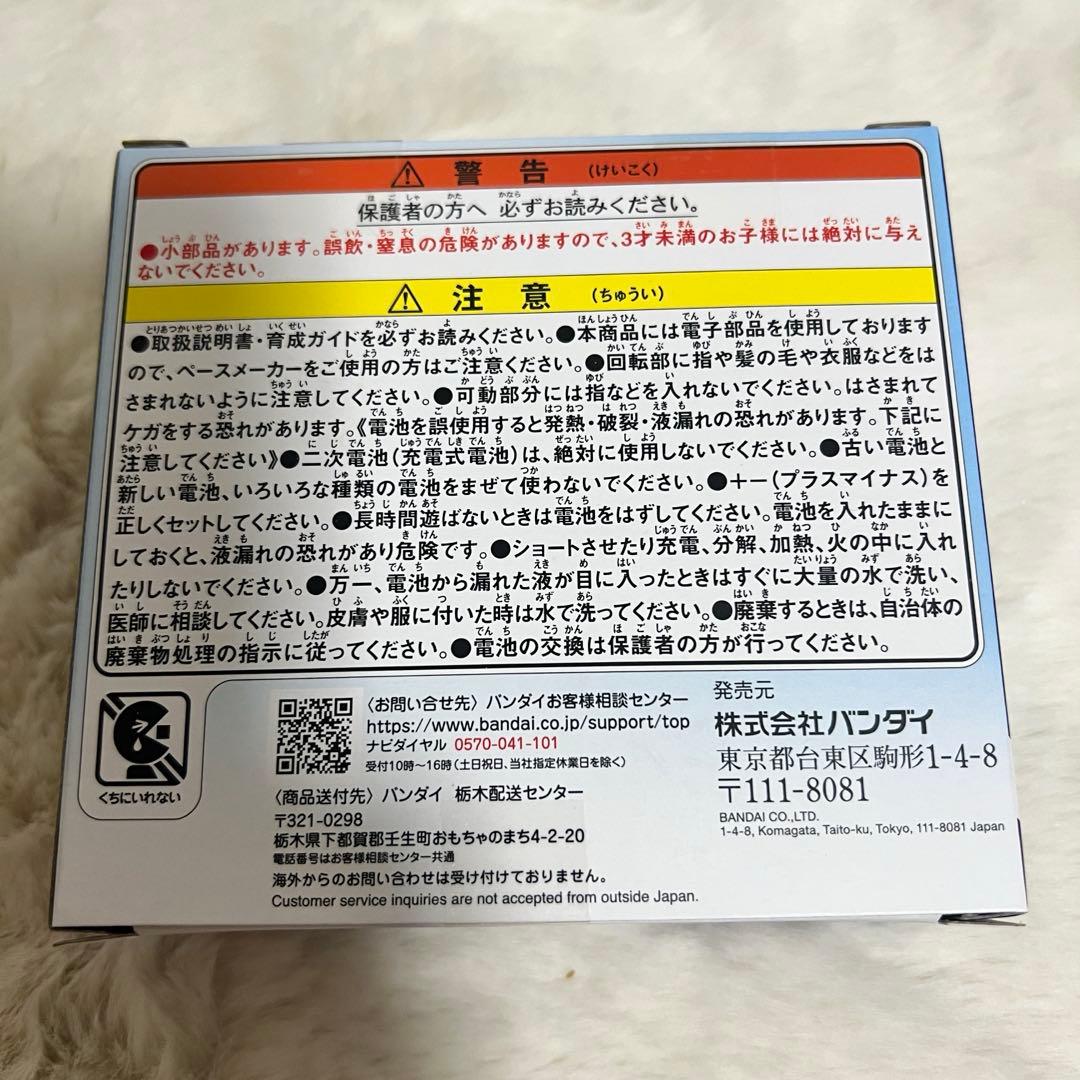 ⚠ 警告 (けいこく)
保護者の方へ 必ずお読みください。
●小部品があります。誤飲・窒息の危険がありますので、3才未満のお子様には絶対に与え
ないでください。
⚠ 注意 (ちゅうい)
●取扱説明書・育成ガイドを必ずお読みください。●本商品には電子部品を使用しております
ので、ペースメーカーをご使用の方はご注意ください。●回転部に指や髪の毛や衣服などをは
さまれないように注意してください。●可動部分には指などを入れないでください。はさまれて
ケガをする恐れがあります。《電池を誤使用すると発熱・破裂・液漏れの恐れがあります。下記に
注意してください》●二次電池(充電式電池)は、絶対に使用しないでください。●古い電池と
新しい電池、いろいろな種類の電池をまぜて使わないでください。●＋－(プラスマイナス)を
正しくセットしてください。●長時間遊ばないときは電池をはずしてください。電池を入れたままに
しておくと、液漏れの恐れがあり危険です。●ショートさせたり充電、分解、加熱、火の中に入れ
たりしないでください。●万一、電池から漏れた液が目に入ったときはすぐに大量の水で洗い、
医師に相談してください。皮膚や服に付いた時は水で洗ってください。●廃棄するときは、自治体の
廃棄物処理の指示に従ってください。●電池の交換は保護者の方が行ってください。
くちにいれない
〈お問い合せ先〉バンダイお客様相談センター
https://www.bandai.co.jp/support/top
ナビダイヤル 0570-041-101
受付10時～16時(土日祝日、当社指定休業日を除く)
〈商品送付先〉バンダイ 栃木配送センター
〒321-0298
栃木県下都賀郡壬生町おもちゃのまち4-2-20
電話番号はお客様相談センター共通
海外からのお問い合わせは受け付けておりません。
Customer service inquiries are not accepted from outside Japan.
発売元
株式会社バンダイ
東京都台東区駒形1-4-8
〒111-8081
BANDAI CO.,LTD.
1-4-8, Komagata, Taito-ku, Tokyo, 111-8081 Japan